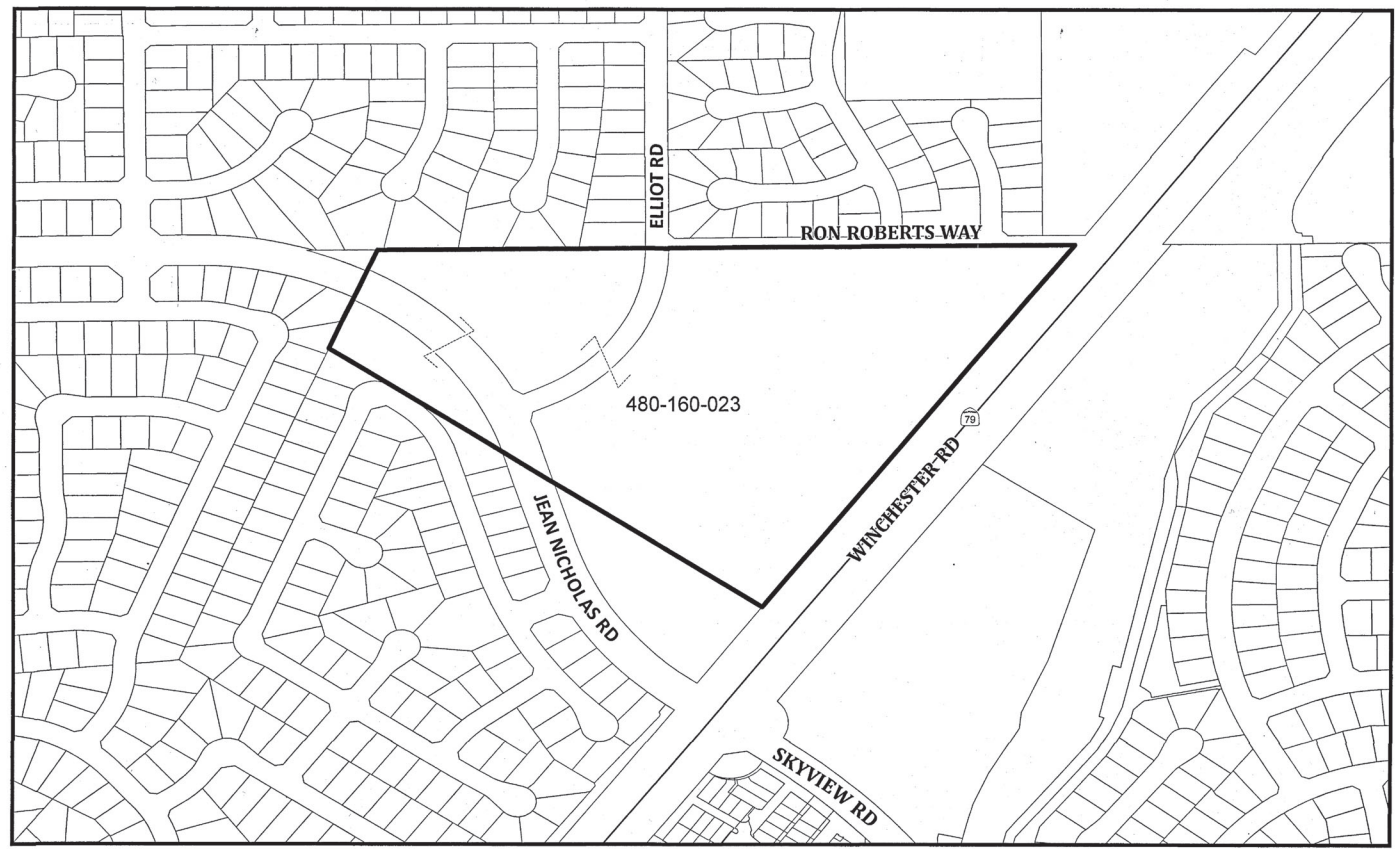 ELLIOT RD
RON ROBERTS WAY
480-160-023
79
WINCHESTER RD
JEAN NICHOLAS RD
SKYVIEW RD